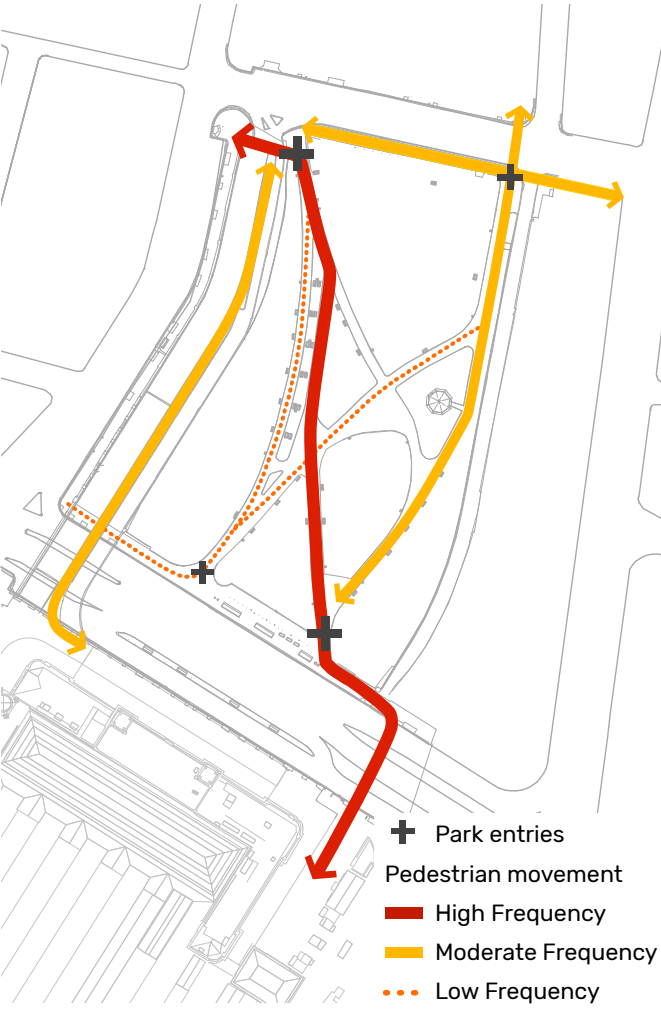 Park entries
Pedestrian movement
High Frequency
Moderate Frequency
Low Frequency